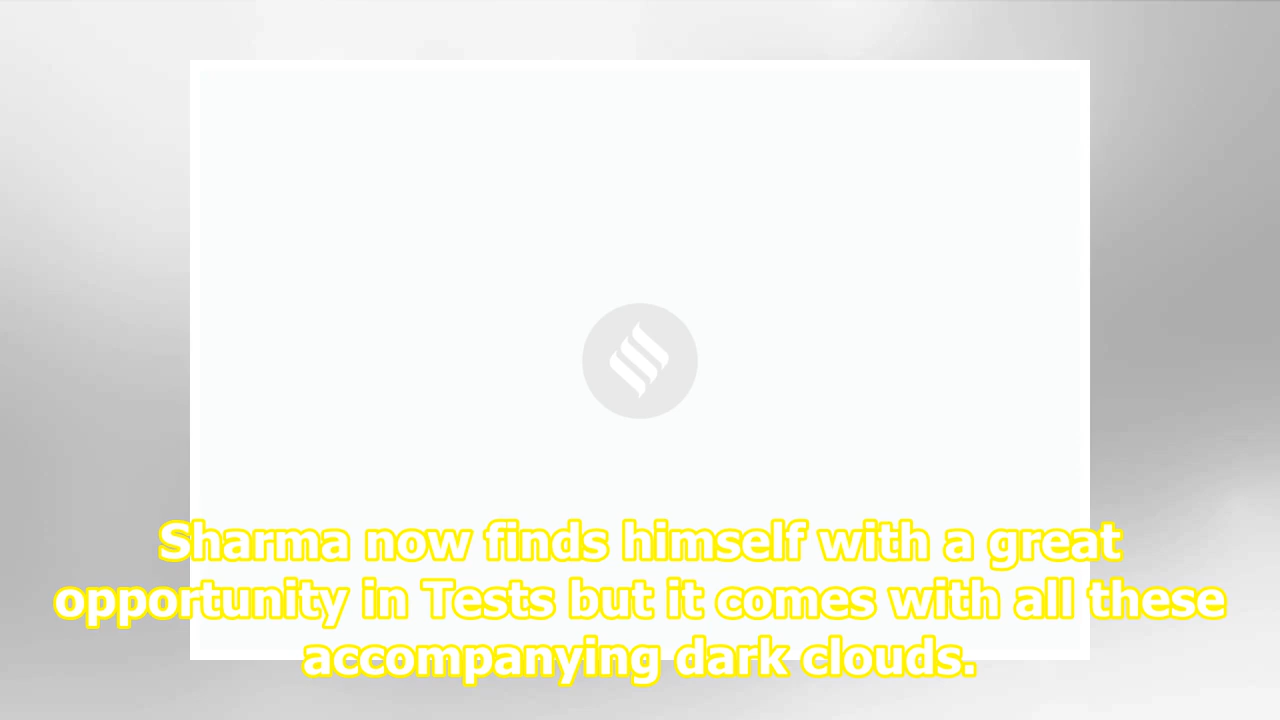 Sharma now finds himself with a great
opportunity in Tests but it comes with all these
accompanying dark clouds.